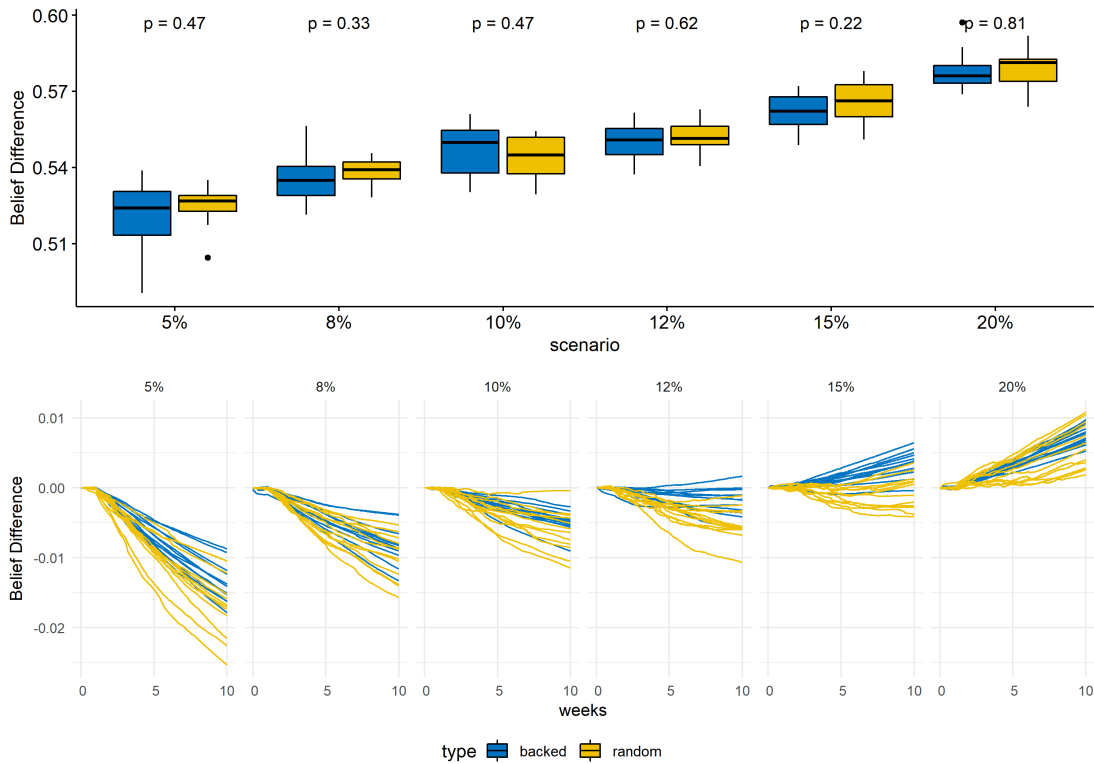 p = 0.47 p = 0.33 p = 0.47 p = 0.62 p = 0.22 p = 0.81
0.60
0.57
0.54
0.51
Belief Difference
5% 8% 10% 12% 15% 20%
scenario
5% 8% 10% 12% 15% 20%
0.01
0.00
-0.01
-0.02
Belief Difference
0 5 10 0 5 10 0 5 10 0 5 10 0 5 10 0 5 10
weeks
type backed random